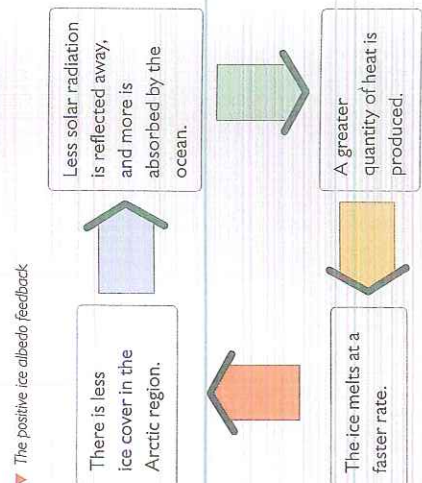 The positive ice albedo feedback
There is less
ice cover in the
Arctic region.
Less solar radiation
is reflected away,
and more is
absorbed by the
ocean.
A greater
quantity of heat is
produced.
The ice melts at a
faster rate.